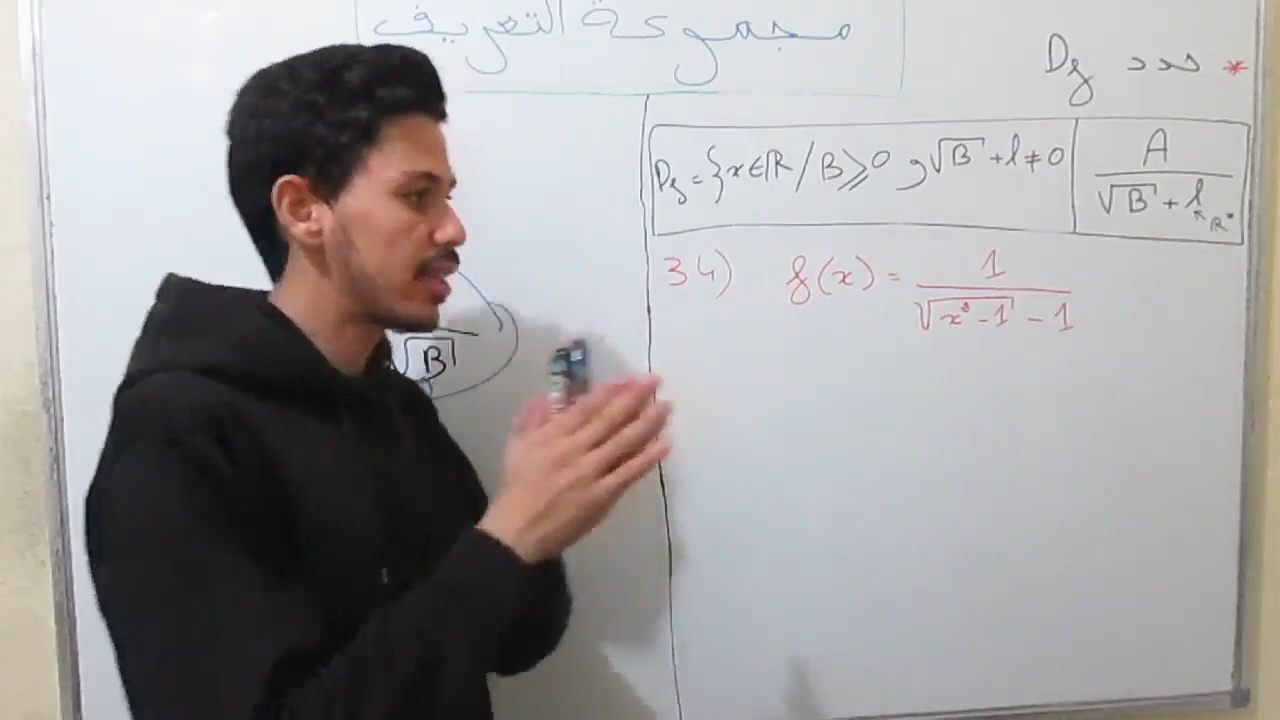 مجموعة التعريف
* حدد Df
Df = {x ∈ ℝ / B ⩾ 0 و √B + l ≠ 0
A / (√B + l) ↖ ℝ*
34) f(x) = 1 / (√(x² - 1) - 1)
√B